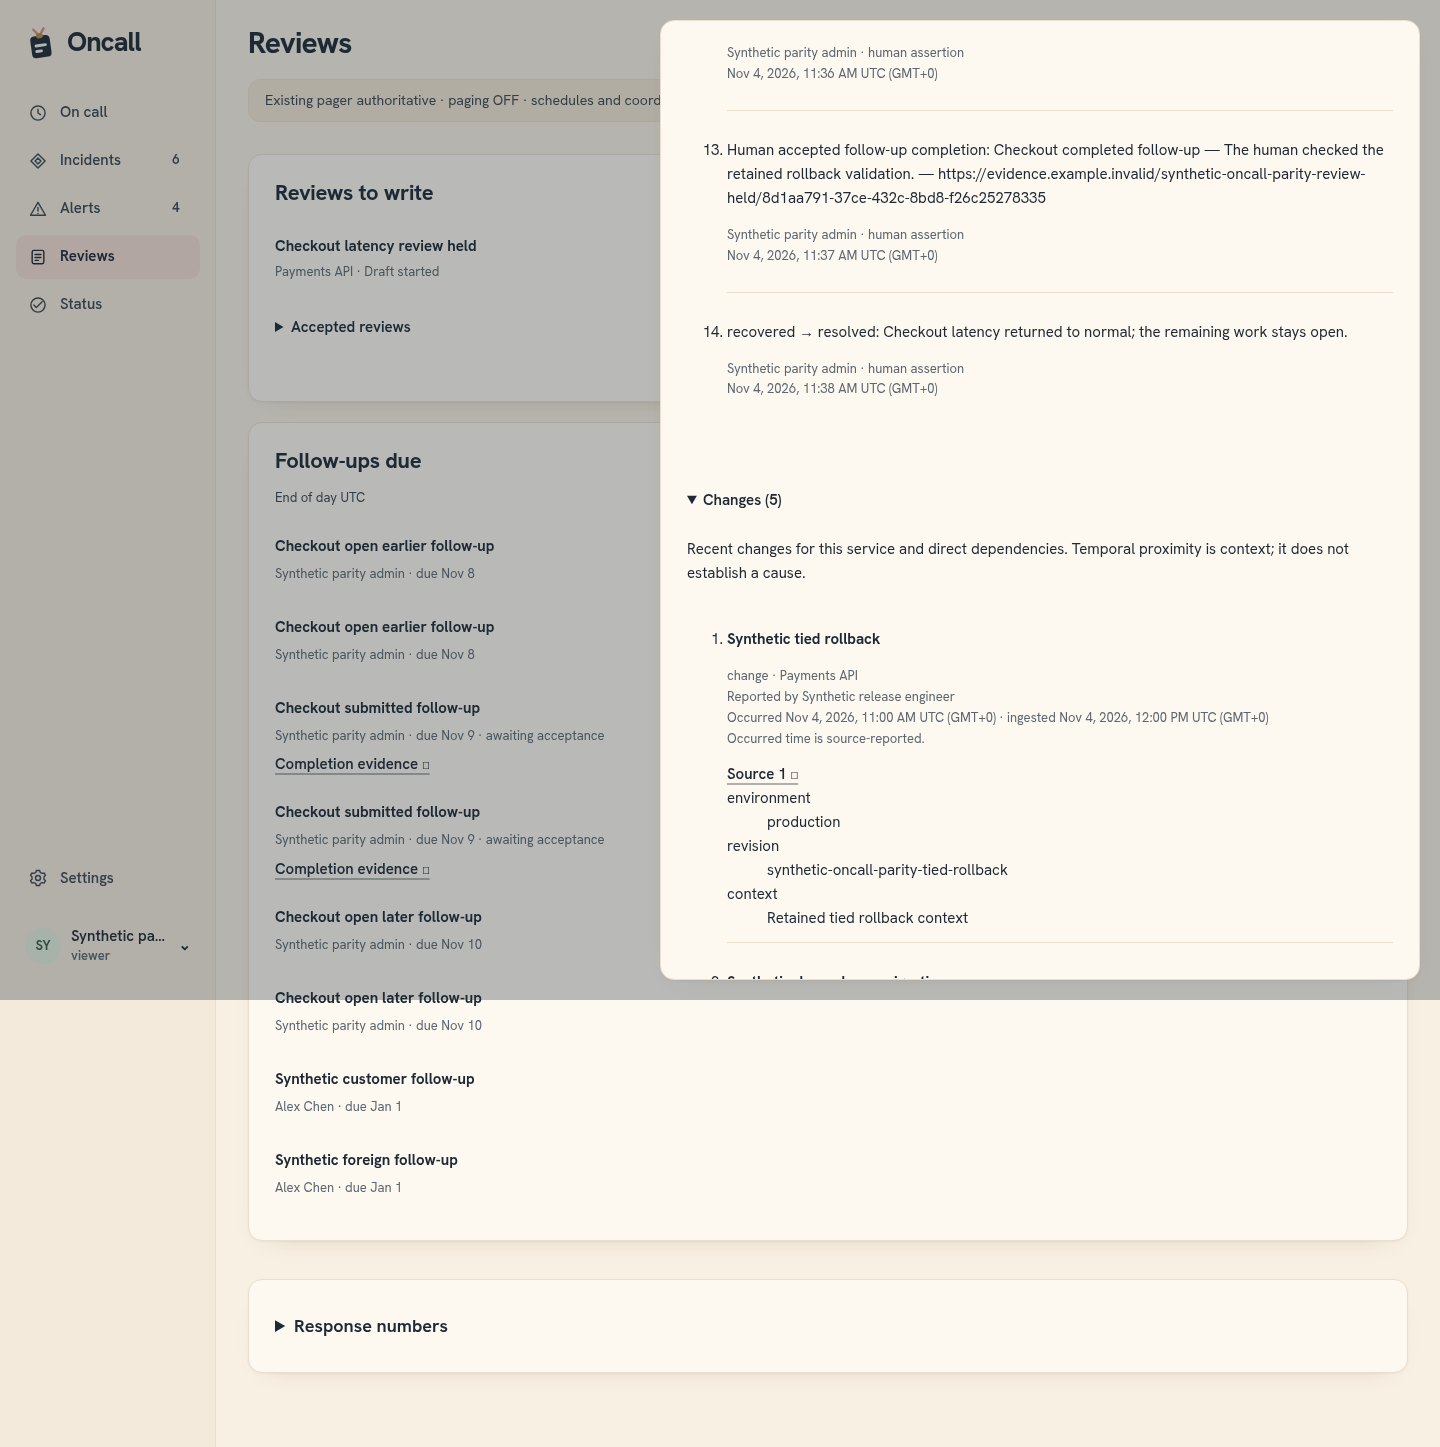 Oncall
On call
Incidents 6
Alerts 4
Reviews
Status
Settings
SY
Synthetic pa...
viewer
Reviews
Existing pager authoritative · paging OFF · schedules and coord
Reviews to write
Checkout latency review held
Payments API · Draft started
Accepted reviews
Follow-ups due
End of day UTC
Checkout open earlier follow-up
Synthetic parity admin · due Nov 8
Checkout open earlier follow-up
Synthetic parity admin · due Nov 8
Checkout submitted follow-up
Synthetic parity admin · due Nov 9 · awaiting acceptance
Completion evidence
Checkout submitted follow-up
Synthetic parity admin · due Nov 9 · awaiting acceptance
Completion evidence
Checkout open later follow-up
Synthetic parity admin · due Nov 10
Checkout open later follow-up
Synthetic parity admin · due Nov 10
Synthetic customer follow-up
Alex Chen · due Jan 1
Synthetic foreign follow-up
Alex Chen · due Jan 1
Response numbers
Synthetic parity admin · human assertion
Nov 4, 2026, 11:36 AM UTC (GMT+0)
13. Human accepted follow-up completion: Checkout completed follow-up — The human checked the
retained rollback validation. — https://evidence.example.invalid/synthetic-oncall-parity-review-
held/8d1aa791-37ce-432c-8bd8-f26c25278335
Synthetic parity admin · human assertion
Nov 4, 2026, 11:37 AM UTC (GMT+0)
14. recovered → resolved: Checkout latency returned to normal; the remaining work stays open.
Synthetic parity admin · human assertion
Nov 4, 2026, 11:38 AM UTC (GMT+0)
Changes (5)
Recent changes for this service and direct dependencies. Temporal proximity is context; it does not
establish a cause.
1. Synthetic tied rollback
change · Payments API
Reported by Synthetic release engineer
Occurred Nov 4, 2026, 11:00 AM UTC (GMT+0) · ingested Nov 4, 2026, 12:00 PM UTC (GMT+0)
Occurred time is source-reported.
Source 1
environment
production
revision
synthetic-oncall-parity-tied-rollback
context
Retained tied rollback context